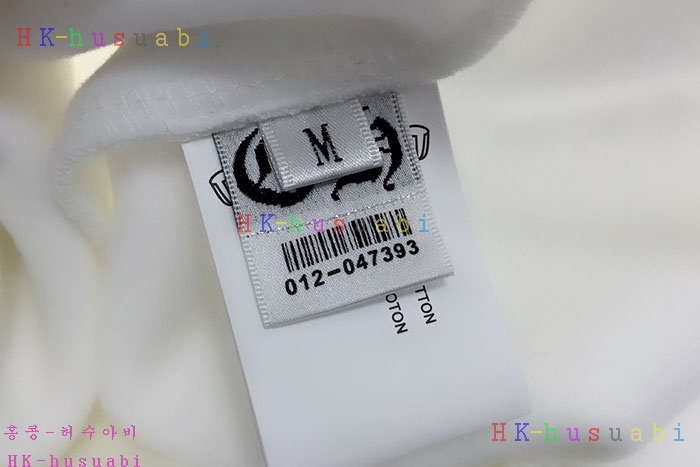 HK-husuabi
M
HK-husuabi
012-047393
TTON
OTON
홍콩-허수아비
HK-husuabi
HK-husuabi